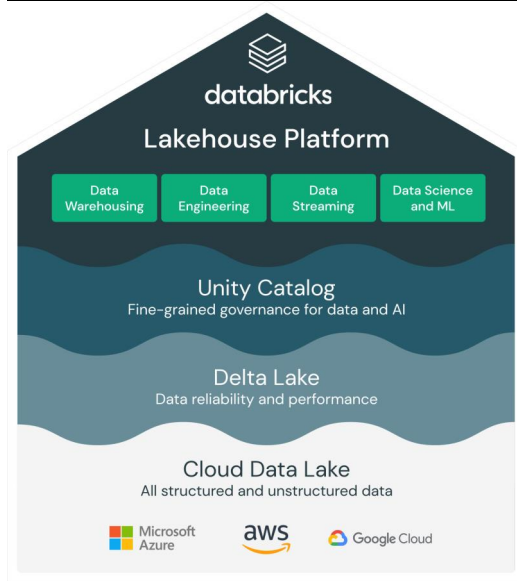 databricks
Lakehouse Platform
Data Warehousing
Data Engineering
Data Streaming
Data Science and ML
Unity Catalog
Fine-grained governance for data and AI
Delta Lake
Data reliability and performance
Cloud Data Lake
All structured and unstructured data
Microsoft Azure
aws
Google Cloud